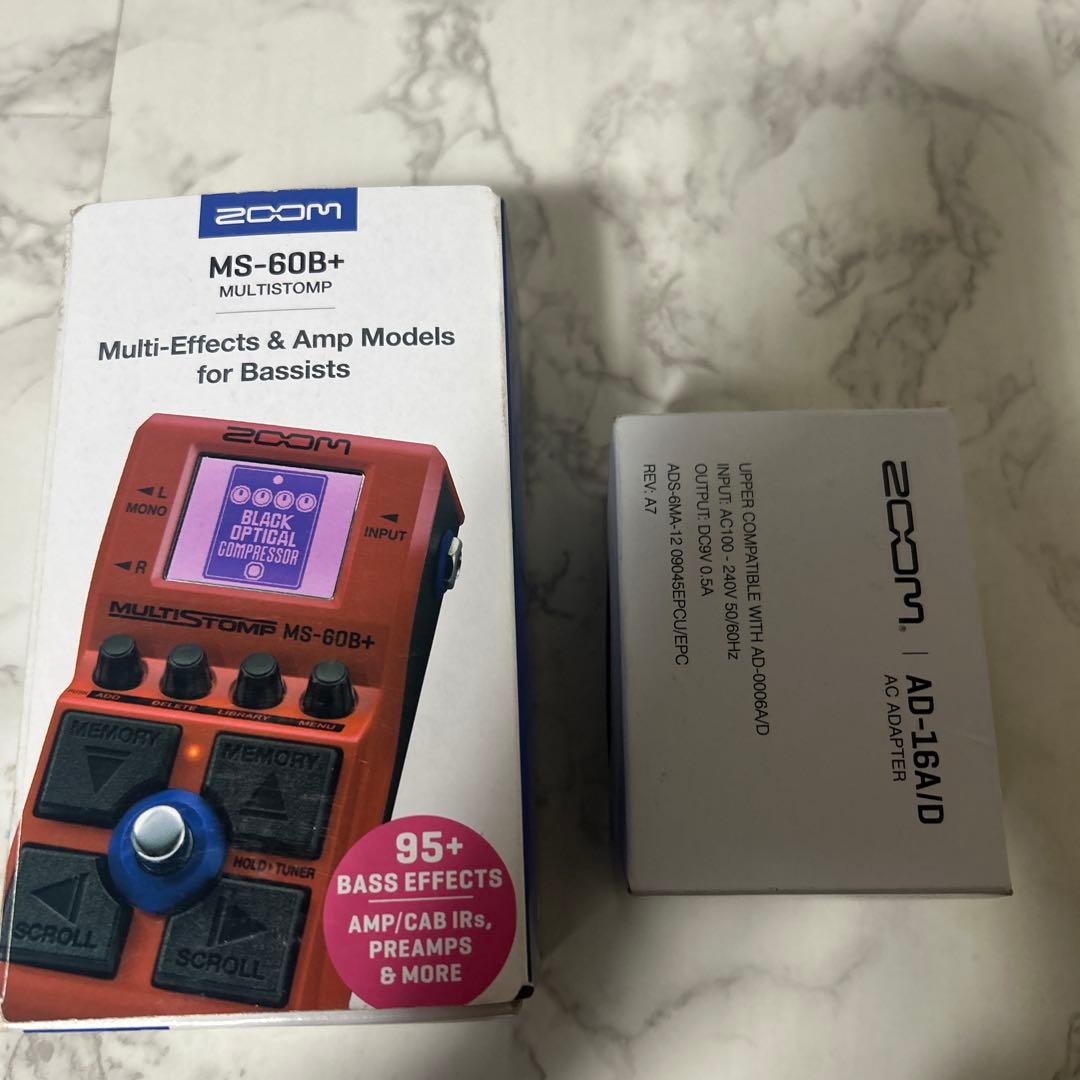 ZOOM
MS-60B+
MULTISTOMP
Multi-Effects & Amp Models
for Bassists
ZOOM
L
MONO
INPUT
R
BLACK
OPTICAL
COMPRESSOR
MULTISTOMP MS-60B+
PUSH ADD
DELETE
LIBRARY
MENU
MEMORY
MEMORY
HOLD TUNER
SCROLL
SCROLL
95+
BASS EFFECTS
AMP/CAB IRs,
PREAMPS
& MORE
ZOOM® | AD-16A/D
AC ADAPTER
UPPER COMPATIBLE WITH AD-0006A/D
INPUT: AC100 - 240V 50/60Hz
OUTPUT: DC9V 0.5A
ADS-6MA-12 09045EPCU/EPC
REV: A7